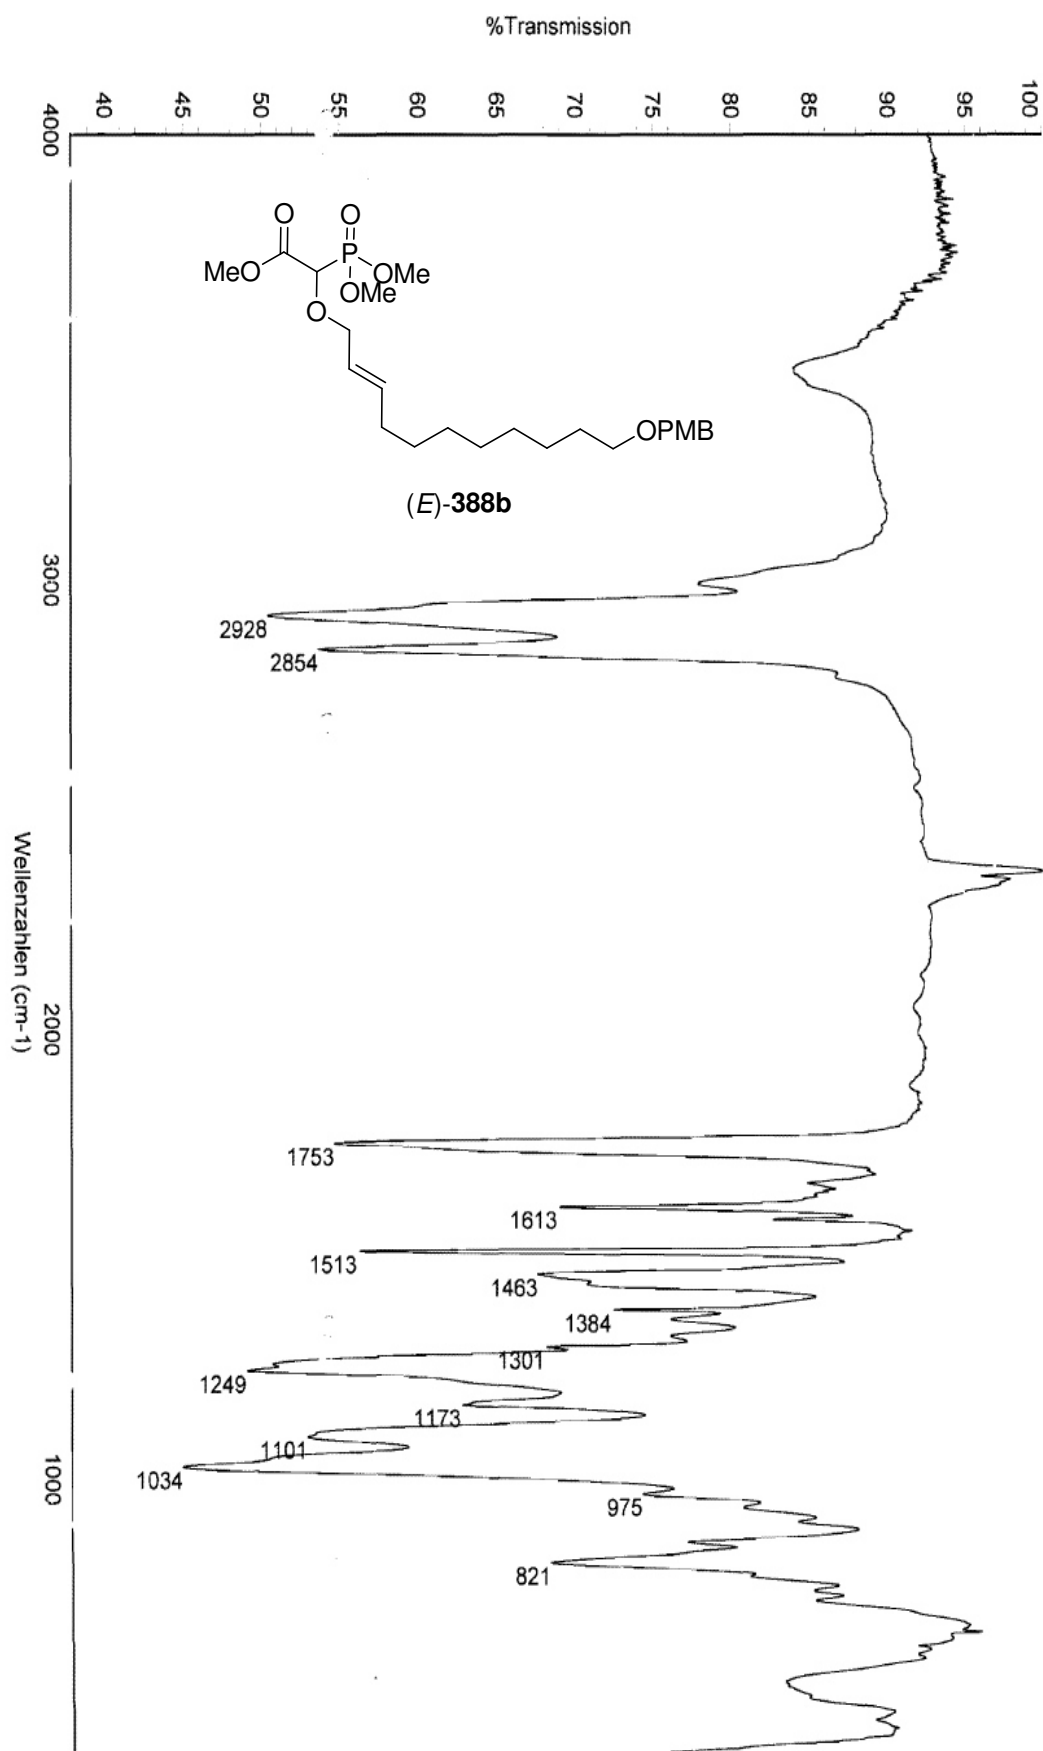 %Transmission
40 45 50 55 60 65 70 75 80 85 90 95 100
4000
3000
2000
1000
Wellenzahlen (cm-1)
O O
MeO P OMe
OMe
O
OPMB
(E)-388b
2928
2854
1753
1613
1513
1463
1384
1301
1249
1173
1101
1034
975
821